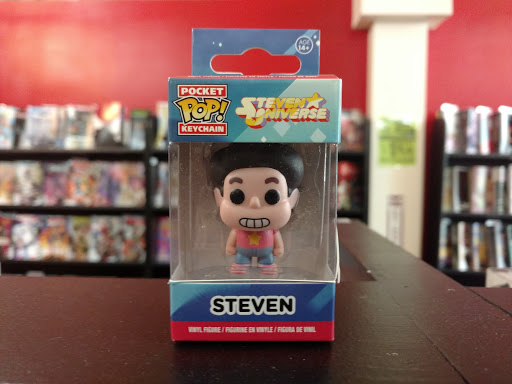 AGE
14+
POCKET
POP!
KEYCHAIN
STEVEN
UNIVERSE
STEVEN
VINYL FIGURE / FIGURINE EN VINYLE / FIGURA DE VINIL